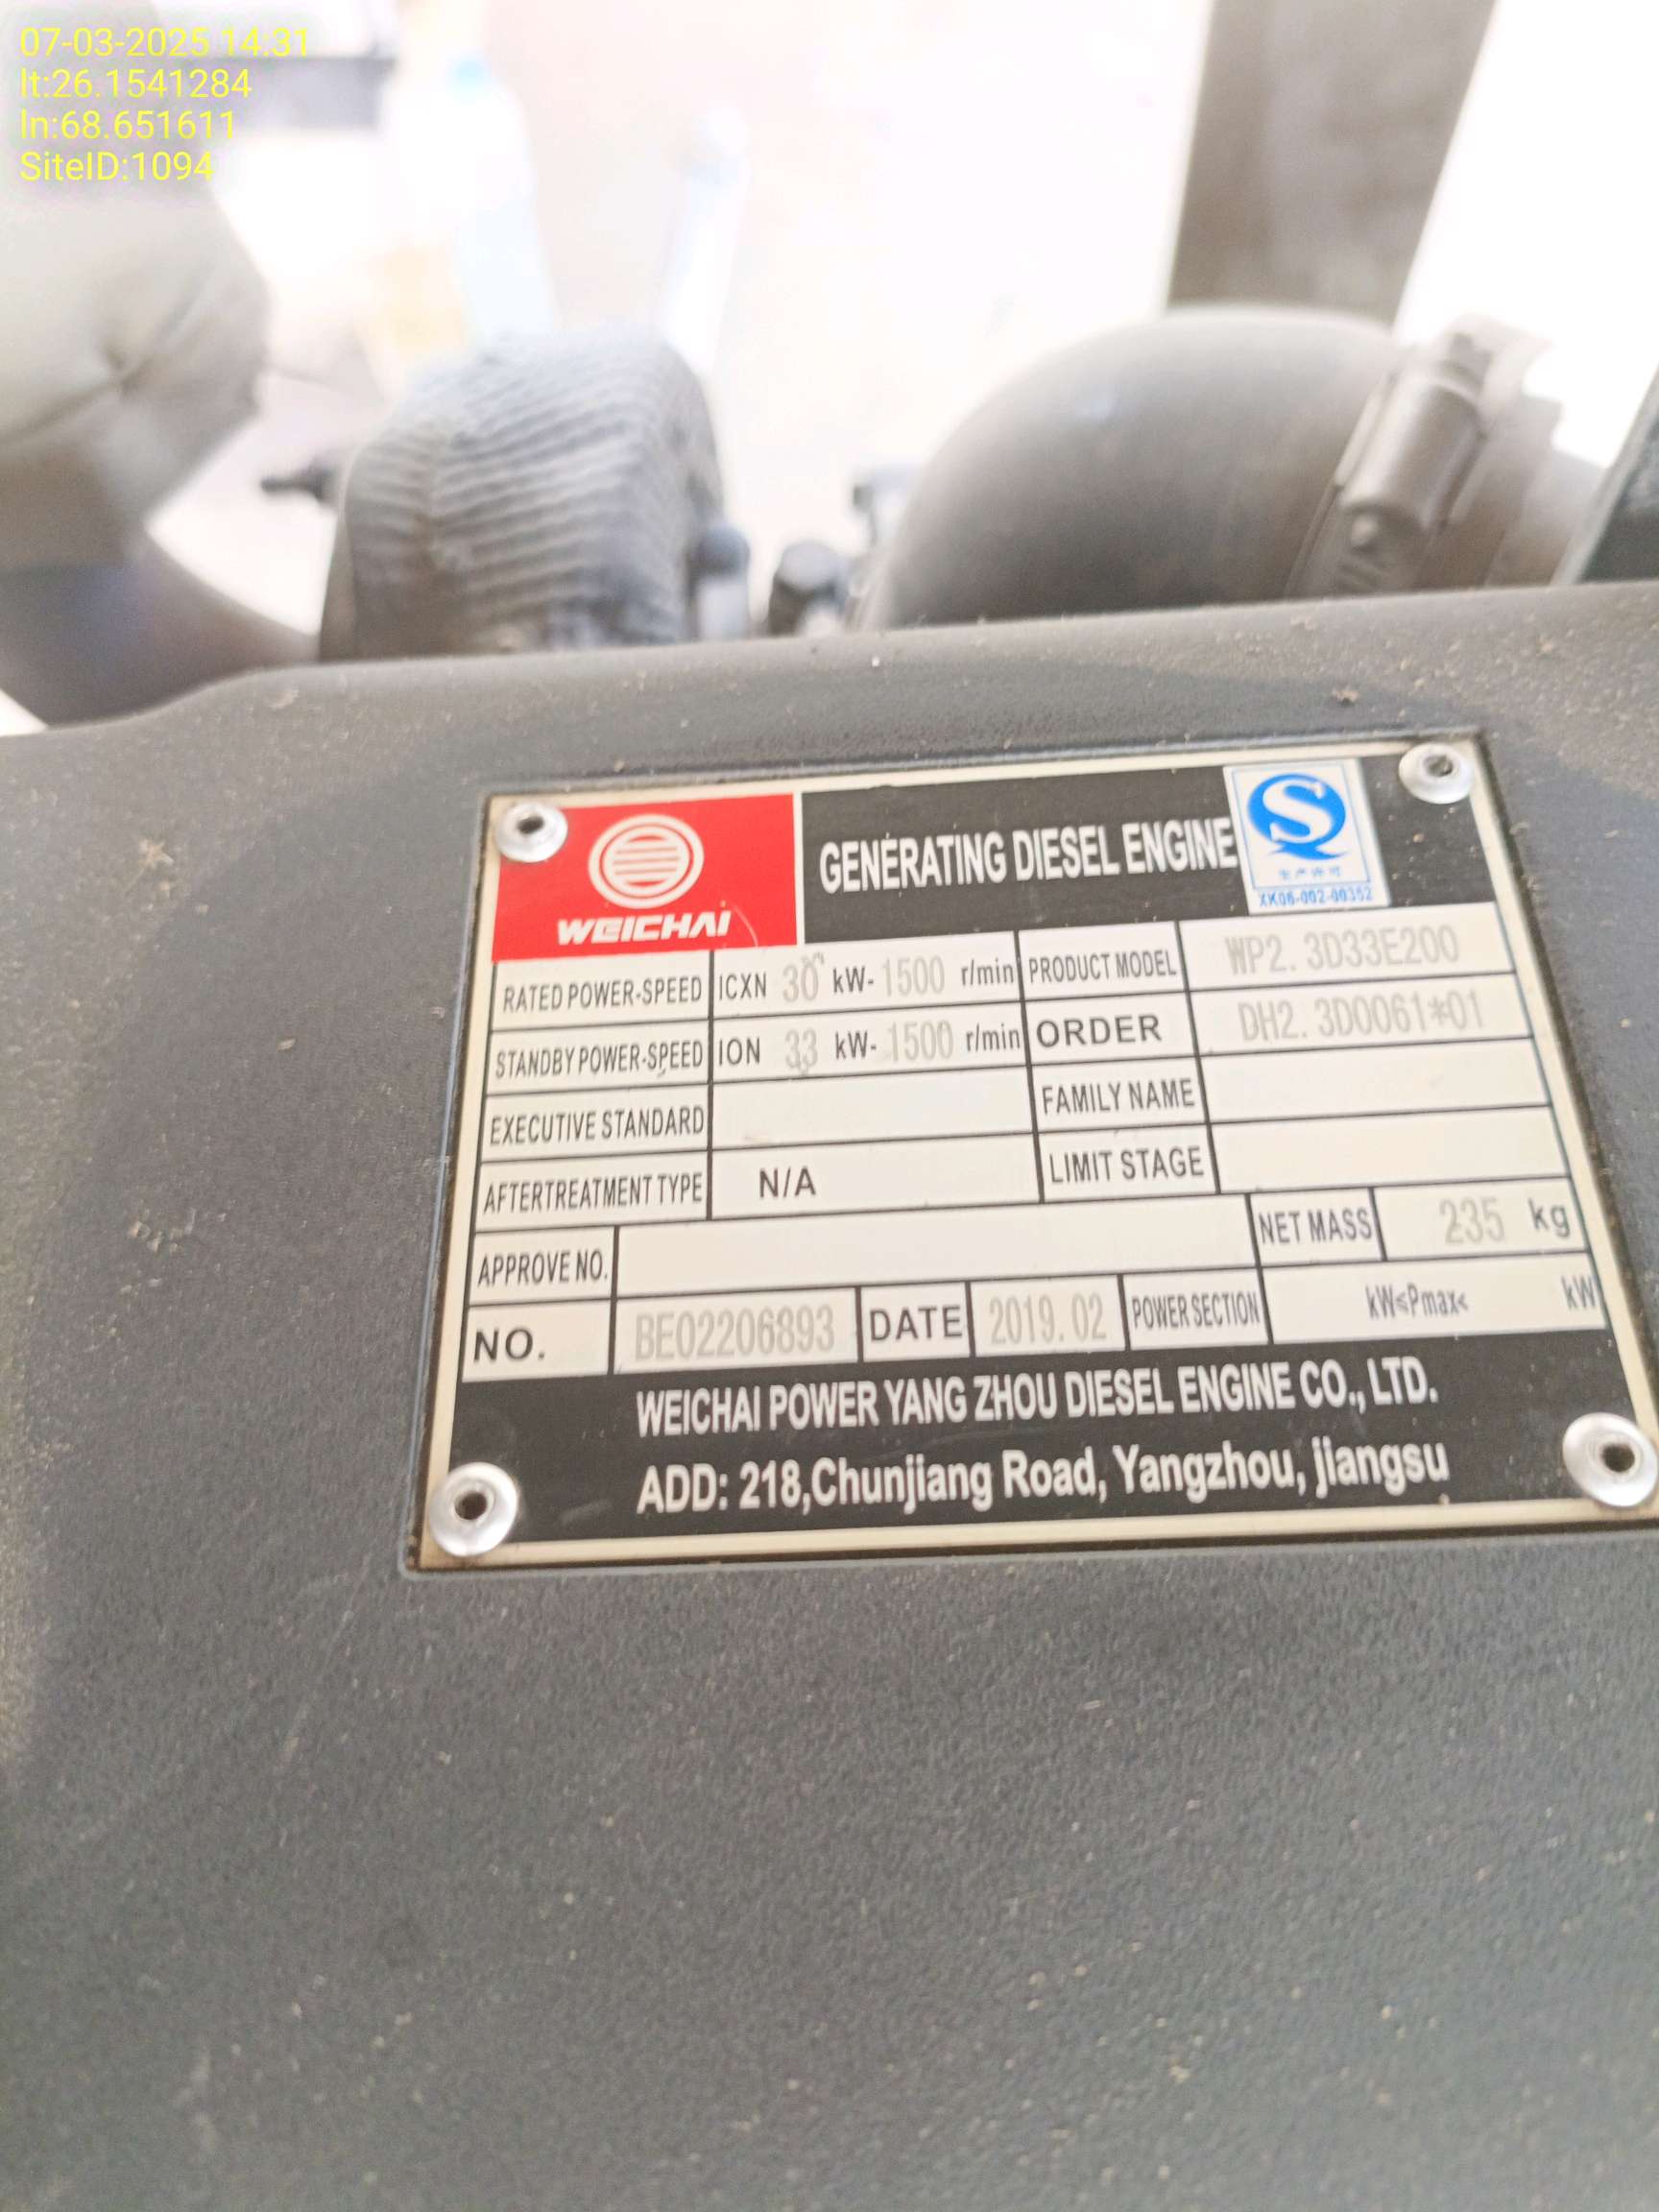 07-03-2025 14:31
lt:26.1541284
ln:68.651611
SiteID:1094
WEICHAI
GENERATING DIESEL ENGINE
S
生产许可
XK06-002-00352
RATED POWER-SPEED ICXN 30 kW- 1500 r/min PRODUCT MODEL WP2.3D33E200
STANDBY POWER-SPEED ION 33 kW- 1500 r/min ORDER DH2.3D0061*01
EXECUTIVE STANDARD FAMILY NAME
AFTERTREATMENT TYPE N/A LIMIT STAGE
APPROVE NO. NET MASS 235 kg
NO. BE02206893 DATE 2019.02 POWER SECTION kW≤Pmax< kW
WEICHAI POWER YANG ZHOU DIESEL ENGINE CO., LTD.
ADD: 218,Chunjiang Road, Yangzhou, jiangsu